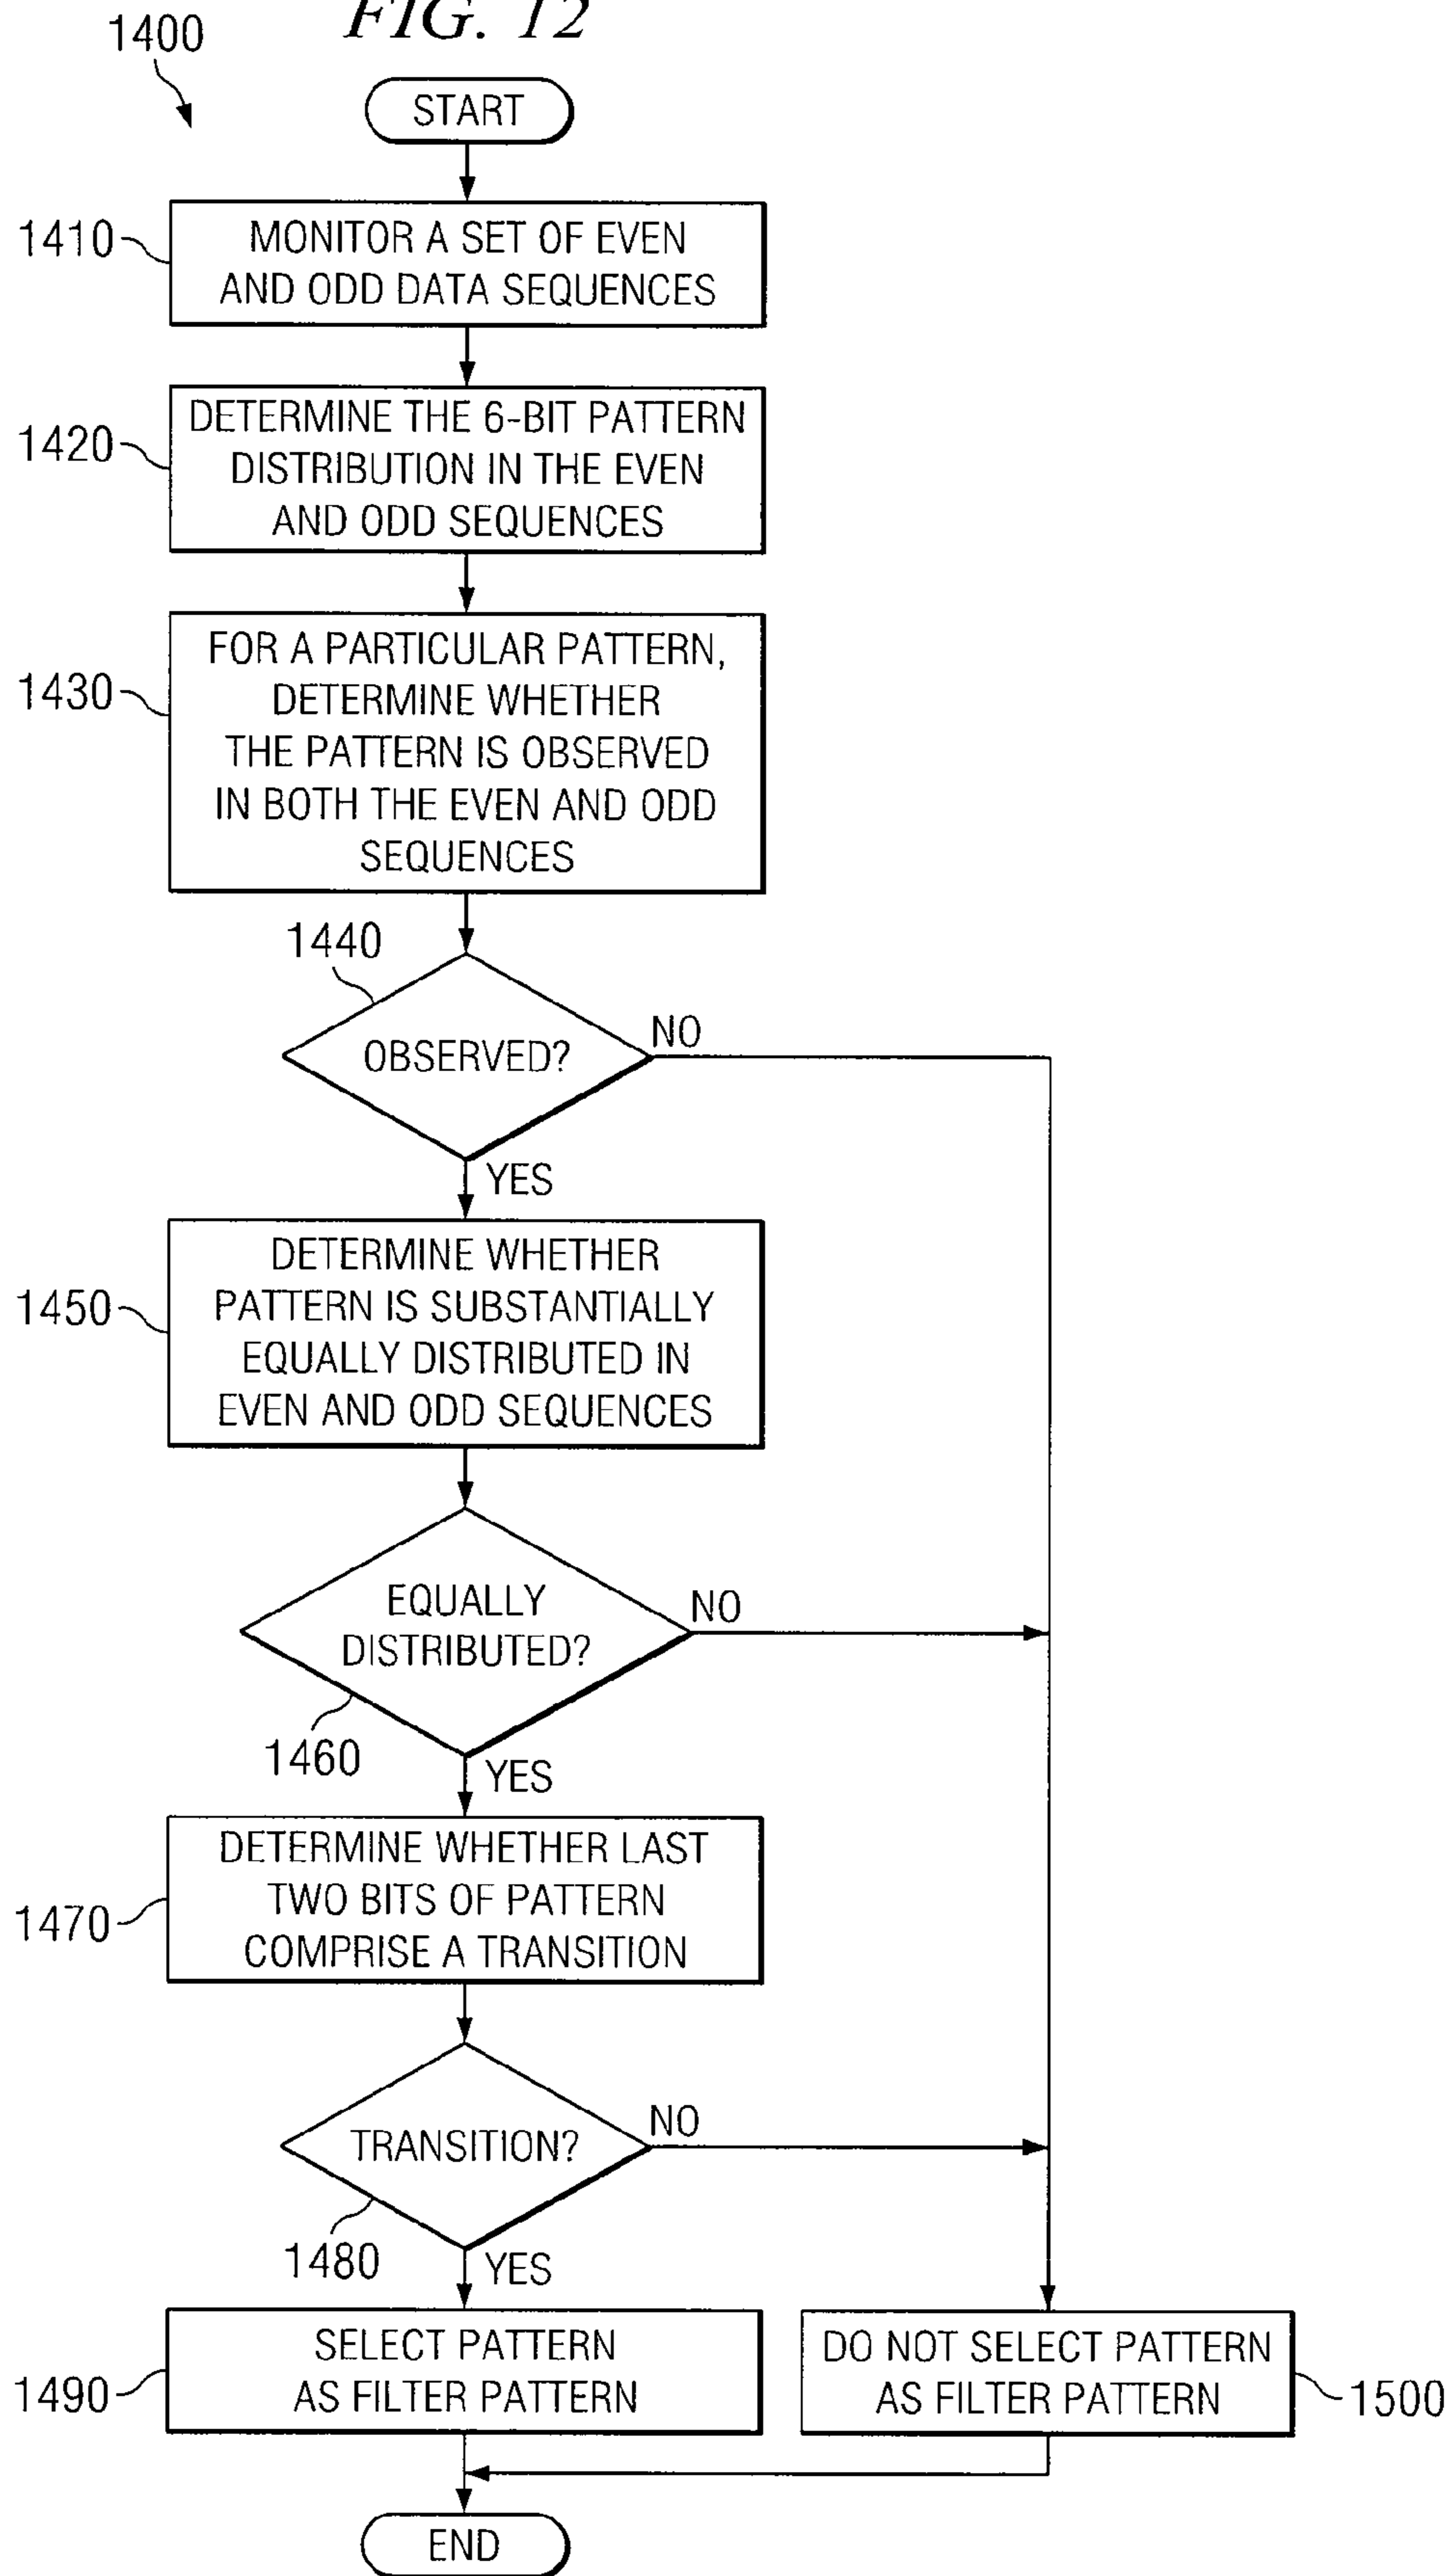 FIG. 12
1400
START
1410
MONITOR A SET OF EVEN
AND ODD DATA SEQUENCES
1420
DETERMINE THE 6-BIT PATTERN
DISTRIBUTION IN THE EVEN
AND ODD SEQUENCES
1430
FOR A PARTICULAR PATTERN,
DETERMINE WHETHER
THE PATTERN IS OBSERVED
IN BOTH THE EVEN AND ODD
SEQUENCES
1440
OBSERVED?
NO
YES
1450
DETERMINE WHETHER
PATTERN IS SUBSTANTIALLY
EQUALLY DISTRIBUTED IN
EVEN AND ODD SEQUENCES
EQUALLY
DISTRIBUTED?
NO
1460
YES
1470
DETERMINE WHETHER LAST
TWO BITS OF PATTERN
COMPRISE A TRANSITION
TRANSITION?
NO
1480
YES
1490
SELECT PATTERN
AS FILTER PATTERN
DO NOT SELECT PATTERN
AS FILTER PATTERN
1500
END